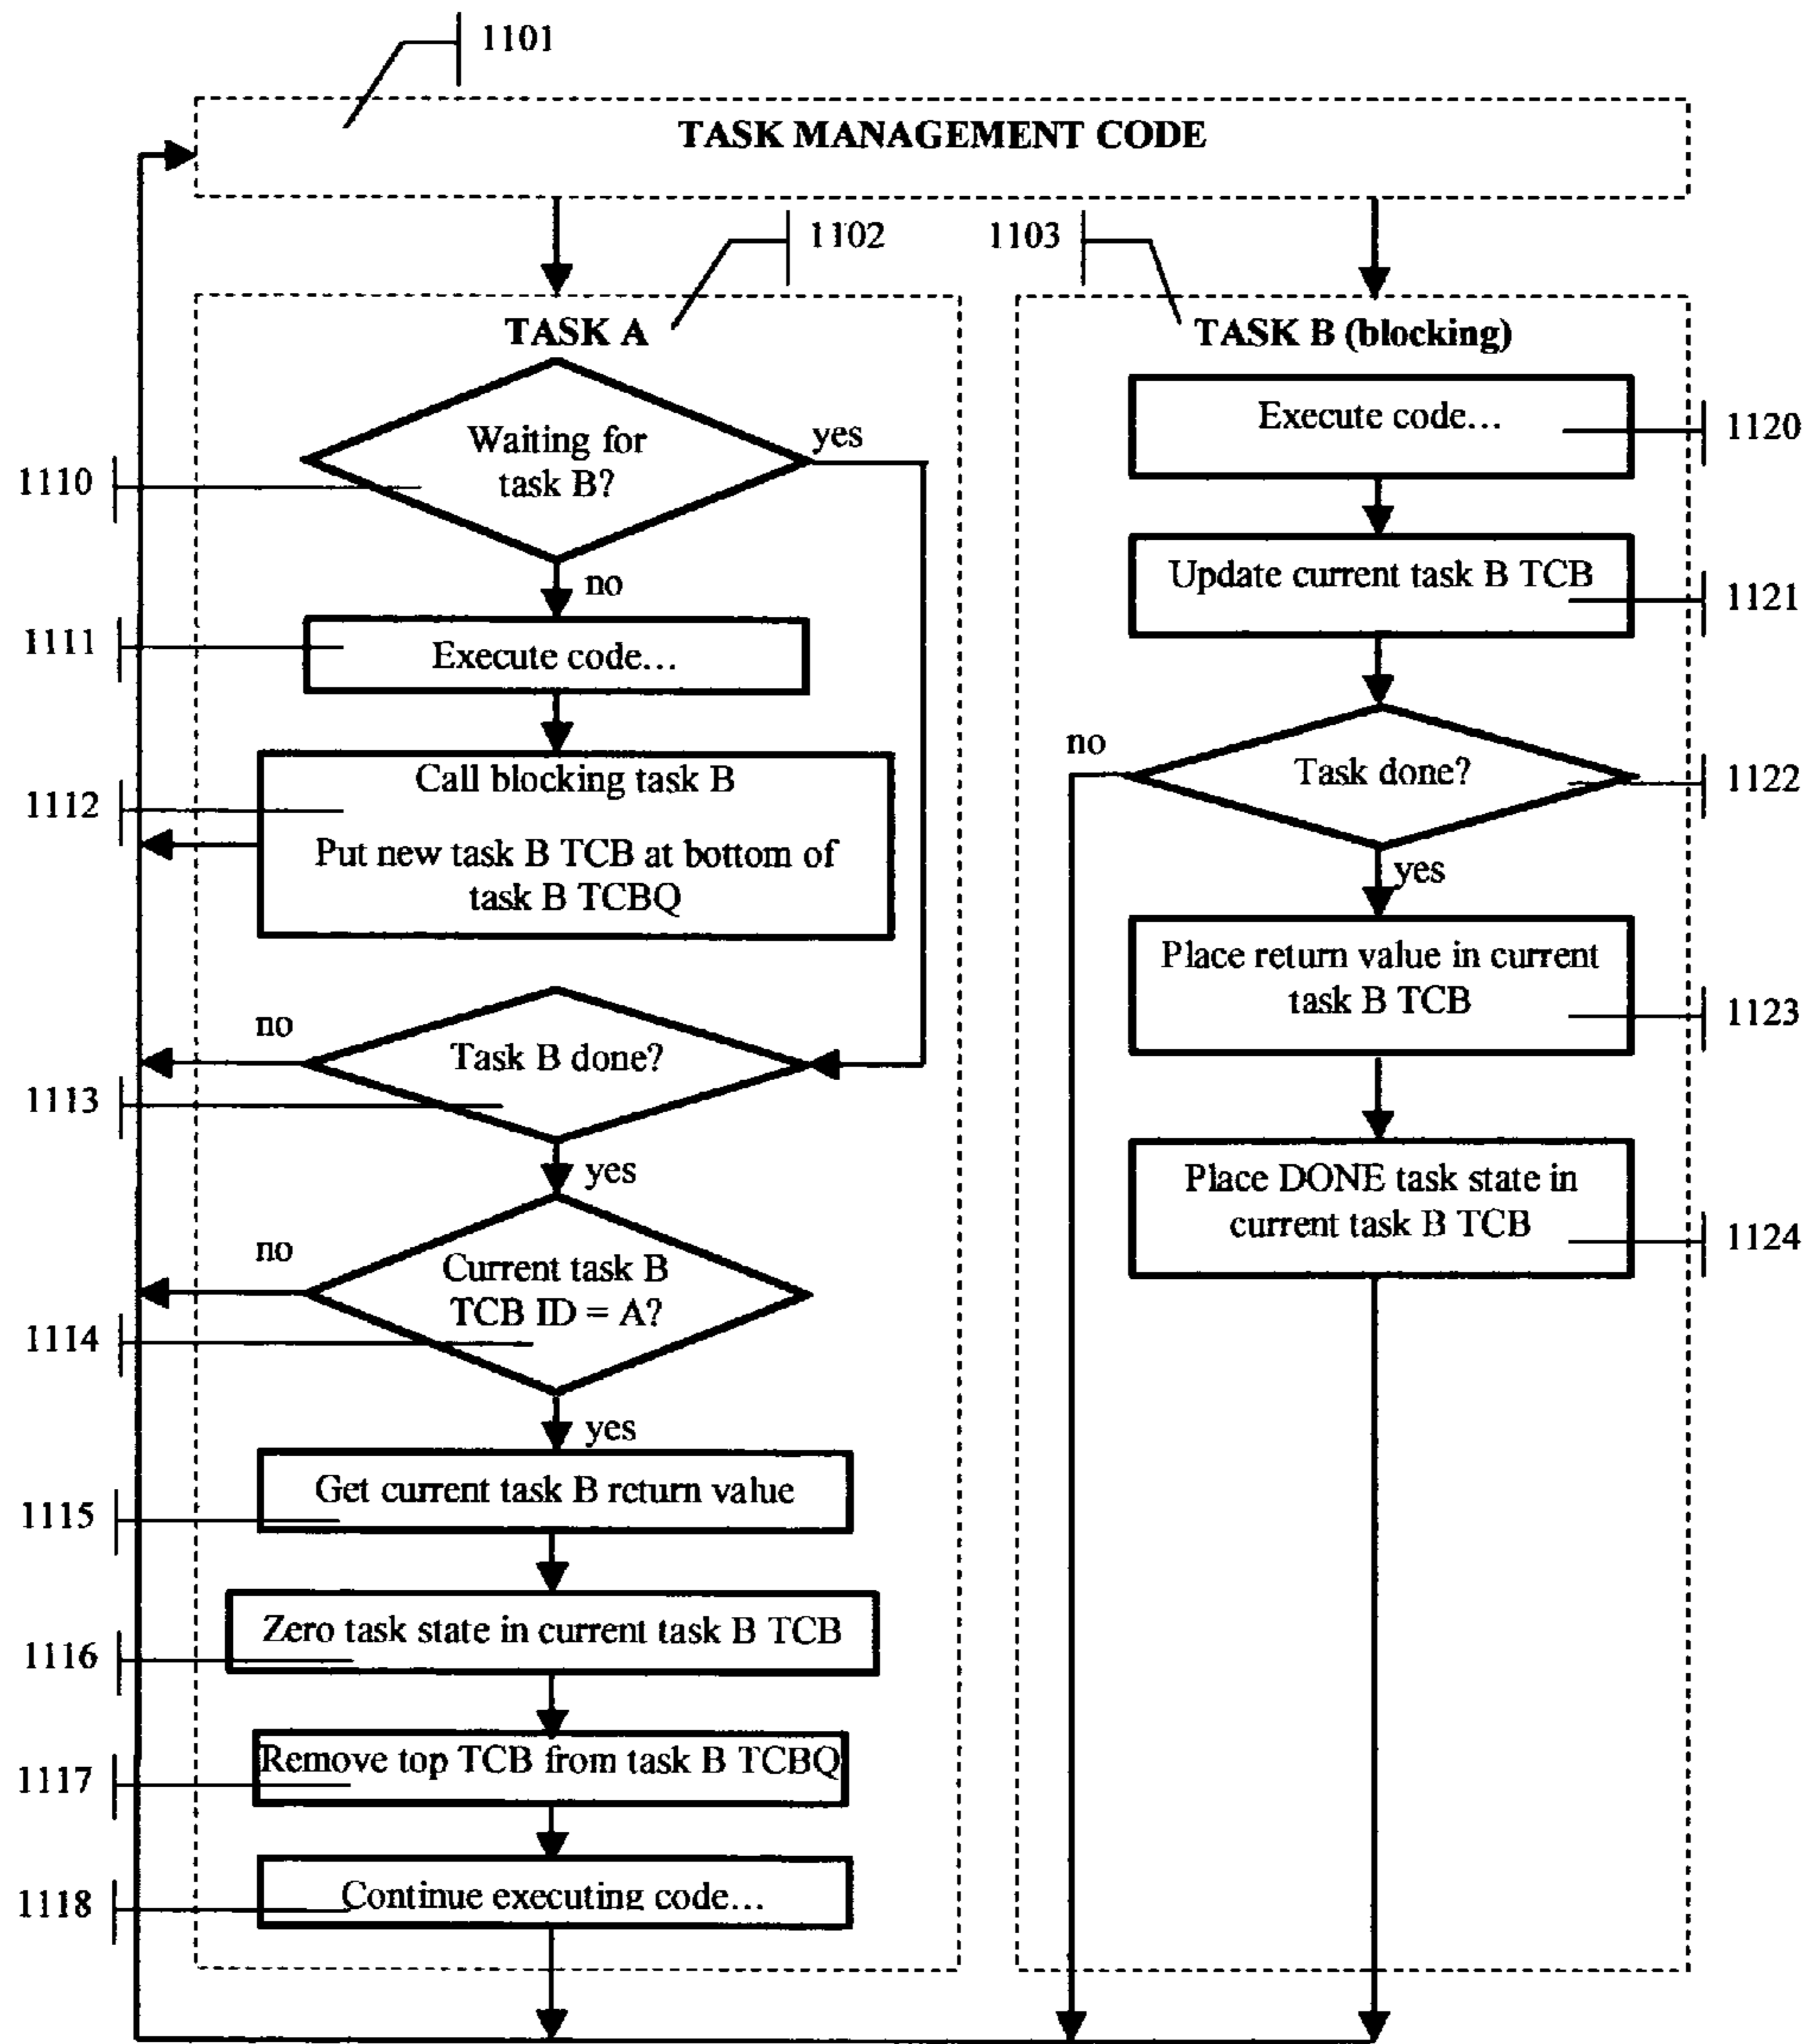 1101
TASK MANAGEMENT CODE
1102
1103
TASK A
Waiting for
task B?
yes
1110
no
1111
Execute code...
1112
Call blocking task B
Put new task B TCB at bottom of
task B TCBQ
no
Task B done?
1113
yes
no
Current task B
TCB ID = A?
1114
yes
Get current task B return value
1115
Zero task state in current task B TCB
1116
Remove top TCB from task B TCBQ
1117
Continue executing code...
1118
TASK B (blocking)
Execute code...
1120
Update current task B TCB
1121
no
Task done?
1122
yes
Place return value in current
task B TCB
1123
Place DONE task state in
current task B TCB
1124